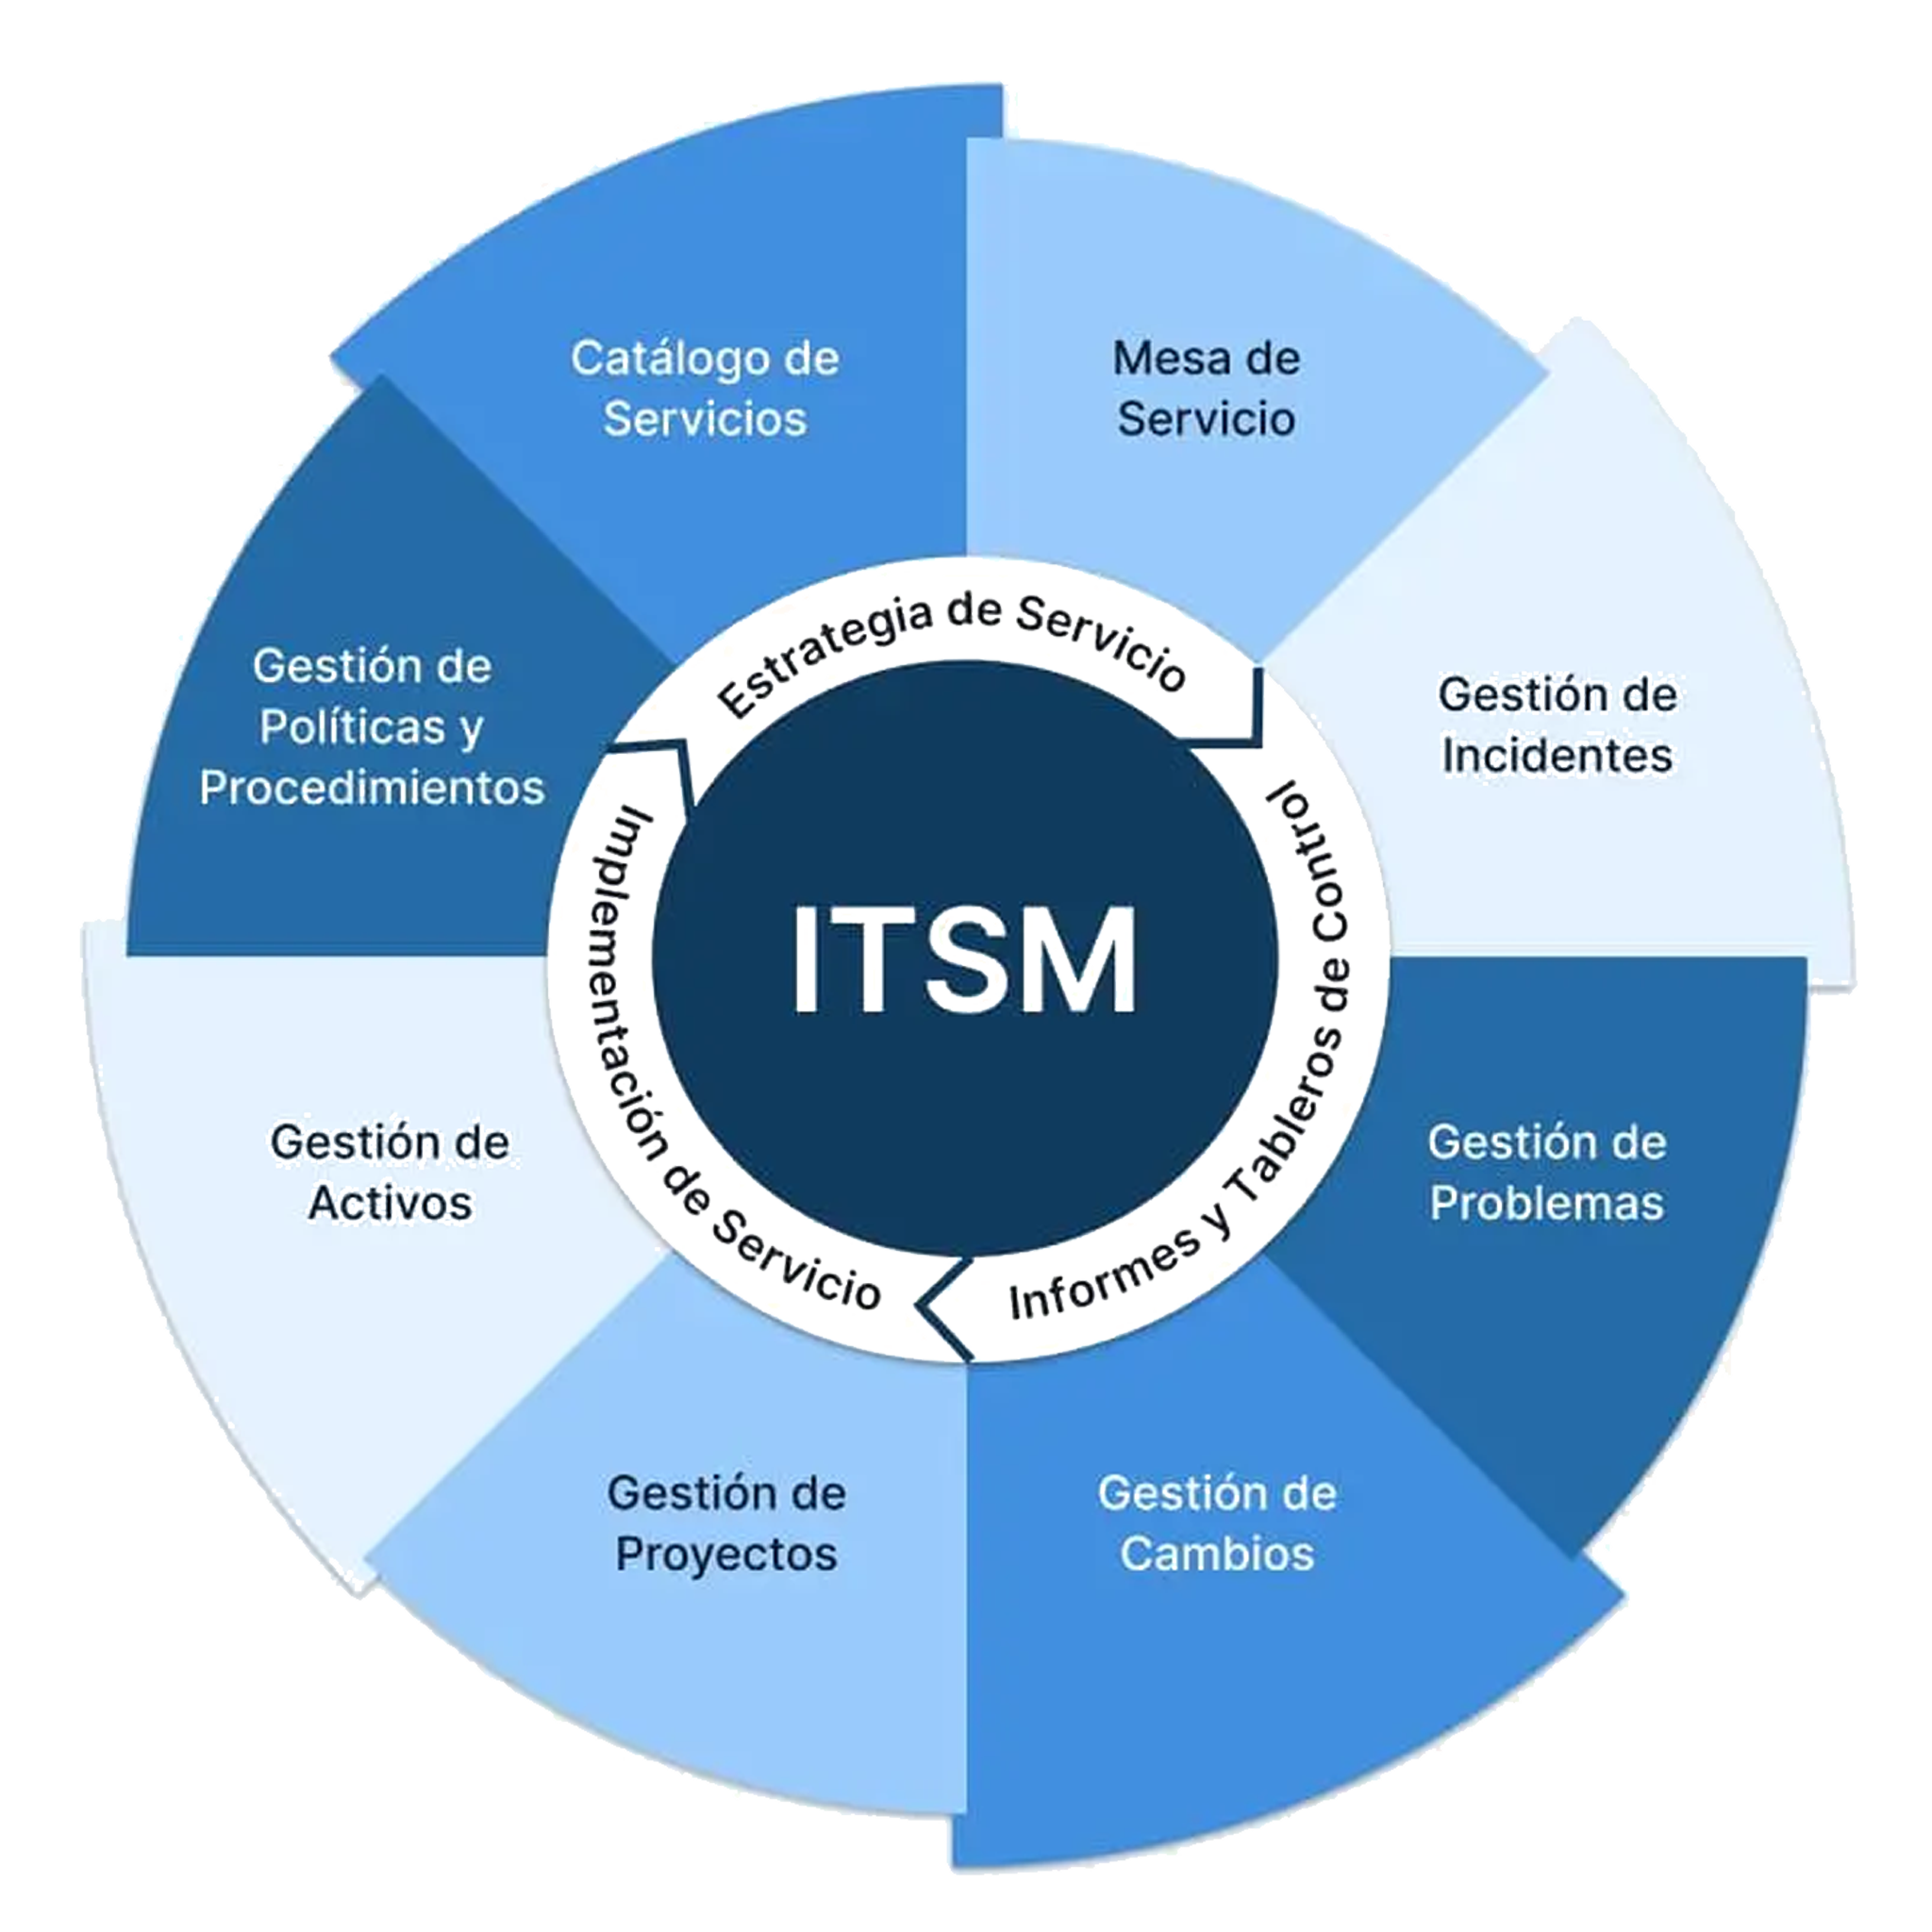 Catálogo de
Servicios
Mesa de
Servicio
Gestión de
Incidentes
Gestión de
Problemas
Gestión de
Cambios
Gestión de
Proyectos
Gestión de
Activos
Gestión de
Políticas y
Procedimientos
Estrategia de Servicio
Informes y Tableros de Control
Implementación de Servicio
ITSM